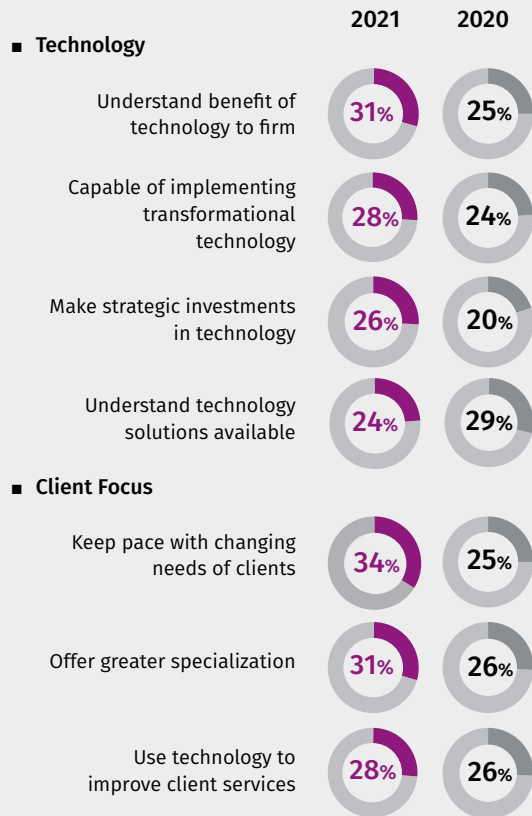 2021 2020
■ Technology
Understand benefit of
technology to firm
31% 25%
Capable of implementing
transformational
technology
28% 24%
Make strategic investments
in technology
26% 20%
Understand technology
solutions available
24% 29%
■ Client Focus
Keep pace with changing
needs of clients
34% 25%
Offer greater specialization
31% 26%
Use technology to
improve client services
28% 26%